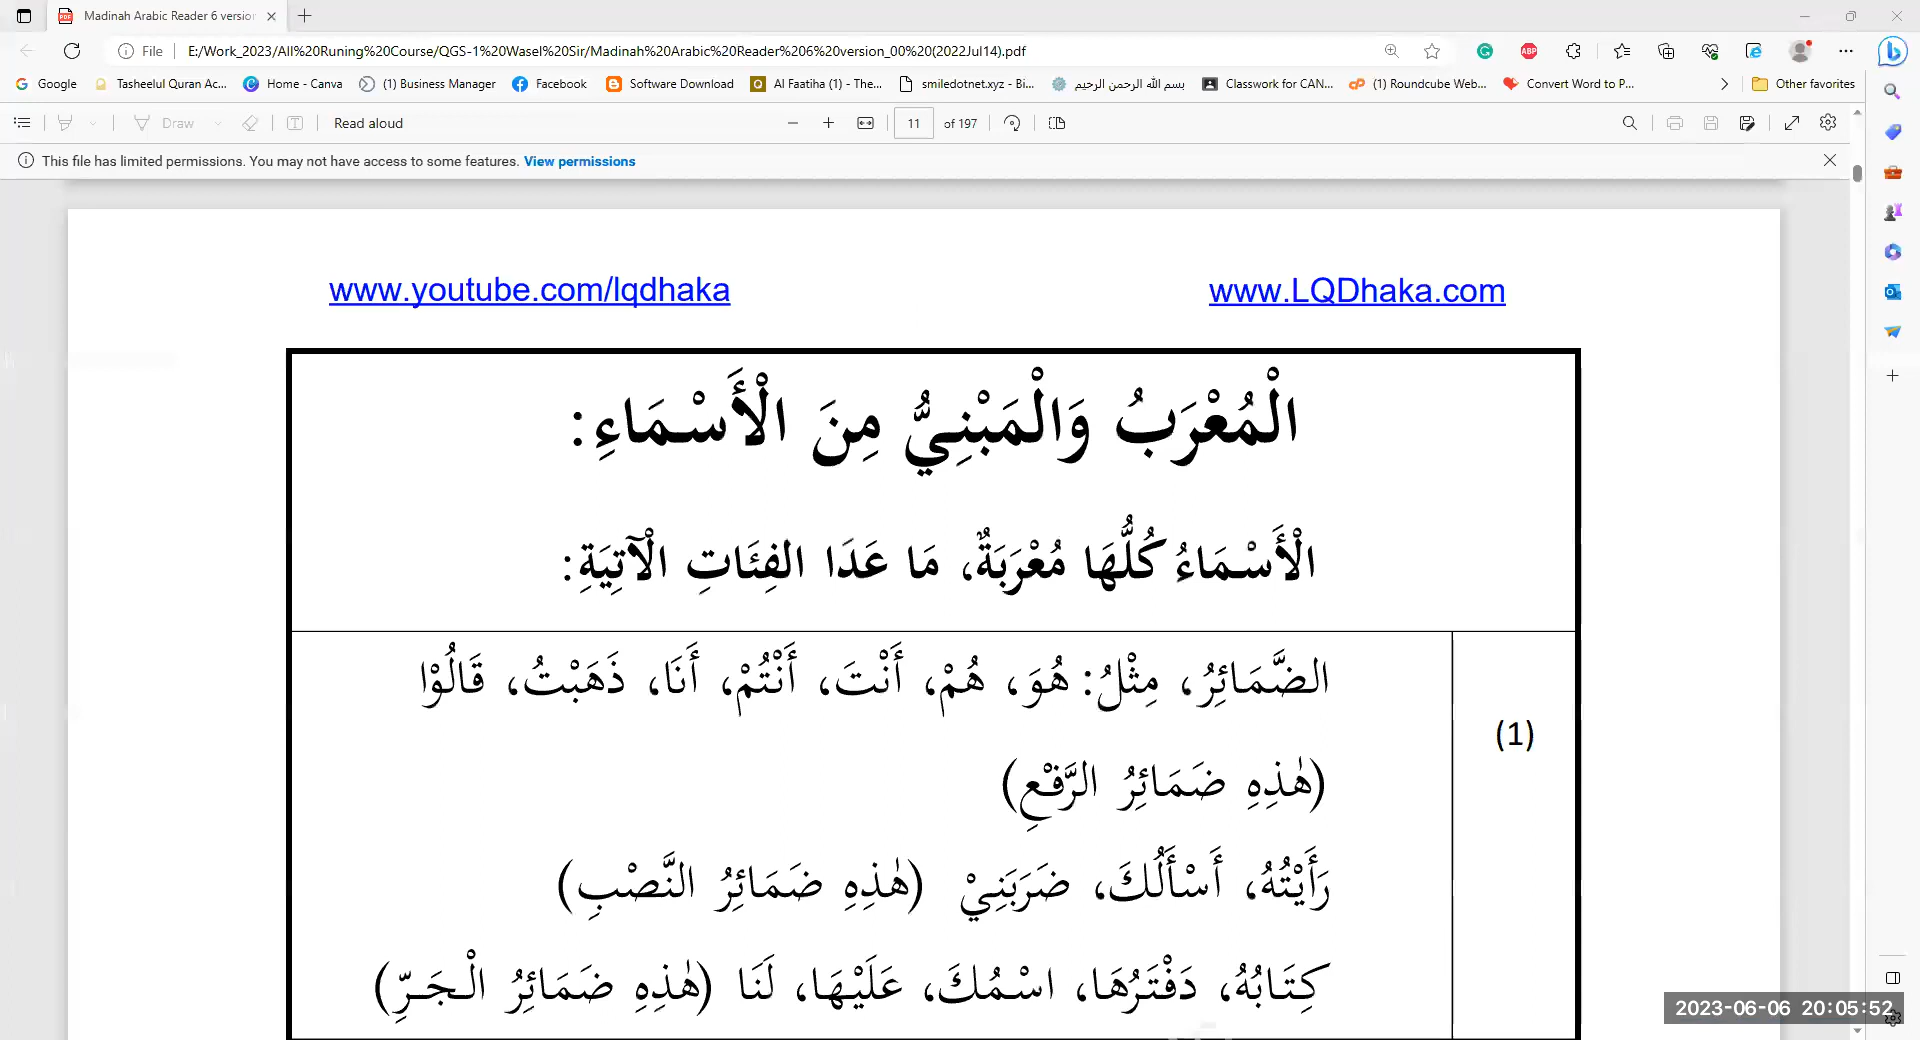 Madinah Arabic Reader 6 versio
File
E:/Work_2023/All%20Runing%20Course/QGS-1%20Wasel%20Sir/Madinah%20Arabic%20Reader%206%20version_00%20(2022Jul14).pdf
ABP
Google
Tasheelul Quran Ac...
Home - Canva
(1) Business Manager
Facebook
Software Download
Al Faatiha (1) - The...
smiledotnet.xyz - Bi...
بسم الله الرحمن الرحيم
Classwork for CAN...
(1) Roundcube Web...
Convert Word to P...
Other favorites
Draw
Read aloud
11 of 197
This file has limited permissions. You may not have access to some features. View permissions
www.youtube.com/lqdhaka
www.LQDhaka.com
الْمُعْرَبُ وَالْمَبْنِيُّ مِنَ الْأَسْمَاءِ:
الْأَسْمَاءُ كُلُّهَا مُعْرَبَةٌ، مَا عَدَا الفِئَاتِ الْآتِيَةِ:
(1)
الضَّمَائِرُ، مِثْلُ: هُوَ، هُمْ، أَنْتَ، أَنْتُمْ، أَنَا، ذَهَبْتُ، قَالُوْا
(هٰذِهِ ضَمَائِرُ الرَّفْعِ)
رَأَيْتُهُ، أَسْأَلُكَ، ضَرَبَنِيْ (هٰذِهِ ضَمَائِرُ النَّصْبِ)
كِتَابُهُ، دَفْتَرُهَا، اسْمُكَ، عَلَيْهَا، لَنَا (هٰذِهِ ضَمَائِرُ الْجَرِّ)
2023-06-06 20:05:52